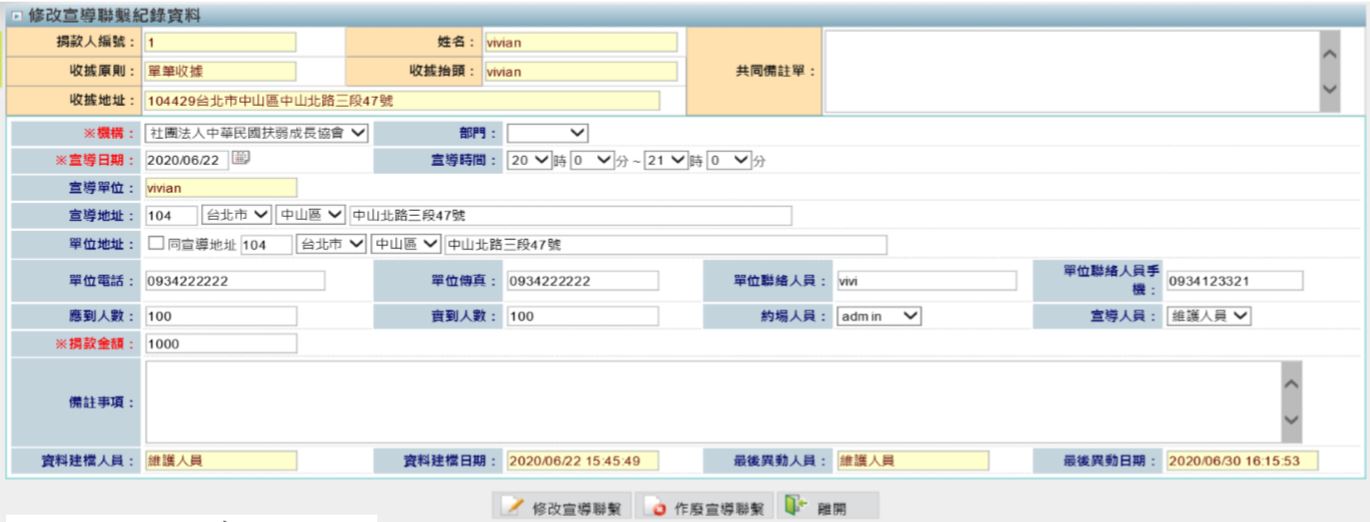 修改宣導聯繫紀錄資料
捐款人編號： 1 姓名： vivian 共同備註單：
收據原則： 單筆收據 收據抬頭： vivian
收據地址： 104429台北市中山區中山北路三段47號
※機構： 社團法人中華民國扶弱成長協會 部門：
※宣導日期： 2020/06/22 宣導時間： 20 時 0 分 ~ 21 時 0 分
宣導單位： vivian
宣導地址： 104 台北市 中山區 中山北路三段47號
單位地址： 同宣導地址 104 台北市 中山區 中山北路三段47號
單位電話： 0934222222 單位傳真： 0934222222 單位聯絡人員： vivi 單位聯絡人員手機： 0934123321
應到人數： 100 實到人數： 100 約場人員： admin 宣導人員： 維護人員
※捐款金額： 1000
備註事項：
資料建檔人員： 維護人員 資料建檔日期： 2020/06/22 15:45:49 最後異動人員： 維護人員 最後異動日期： 2020/06/30 16:15:53
修改宣導聯繫 作廢宣導聯繫 離開